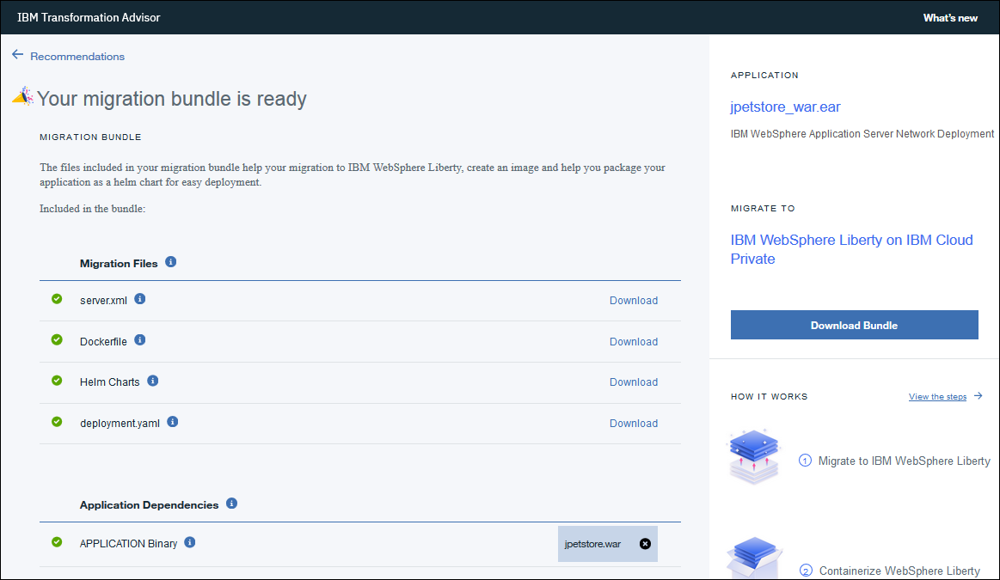 IBM Transformation Advisor
What's new
Recommendations
Your migration bundle is ready
MIGRATION BUNDLE
The files included in your migration bundle help your migration to IBM WebSphere Liberty, create an image and help you package your
application as a helm chart for easy deployment.
Included in the bundle:
Migration Files
server.xml
Download
Dockerfile
Download
Helm Charts
Download
deployment.yaml
Download
Application Dependencies
APPLICATION Binary
jpetstore.war
APPLICATION
jpetstore_war.ear
IBM WebSphere Application Server Network Deployment
MIGRATE TO
IBM WebSphere Liberty on IBM Cloud
Private
Download Bundle
HOW IT WORKS
View the steps
1 Migrate to IBM WebSphere Liberty
2 Containerize WebSphere Liberty